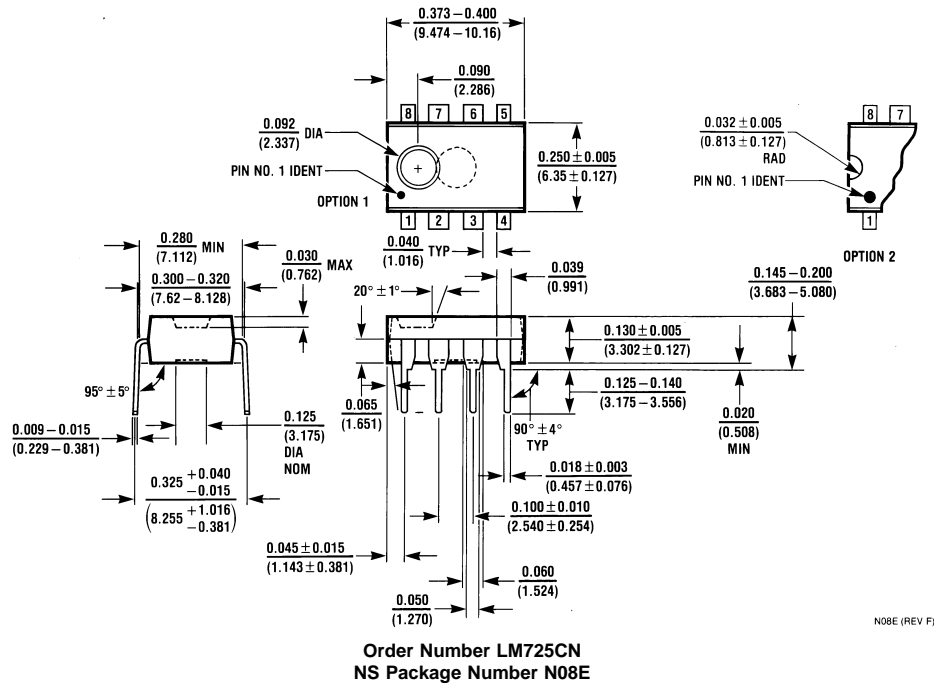 0.373–0.400
(9.474–10.16)
0.090
(2.286)
8 7 6 5
0.092 DIA
(2.337)
+
PIN NO. 1 IDENT
OPTION 1
1 2 3 4
0.250 ± 0.005
(6.35 ± 0.127)
8 7
0.032 ± 0.005
(0.813 ± 0.127)
RAD
PIN NO. 1 IDENT
1
OPTION 2
0.280 MIN
(7.112)
0.300 – 0.320
(7.62 – 8.128)
0.030 MAX
(0.762)
0.040 TYP
(1.016)
0.039
(0.991)
20° ± 1°
0.145 – 0.200
(3.683 – 5.080)
0.130 ± 0.005
(3.302 ± 0.127)
0.125 – 0.140
(3.175 – 3.556)
0.020
(0.508)
MIN
95° ± 5°
0.009 – 0.015
(0.229 – 0.381)
0.125
(3.175)
DIA
NOM
0.065
(1.651)
90° ± 4°
TYP
0.018 ± 0.003
(0.457 ± 0.076)
0.325 +0.040 −0.015
(8.255 +1.016 −0.381)
0.100 ± 0.010
(2.540 ± 0.254)
0.045 ± 0.015
(1.143 ± 0.381)
0.060
(1.524)
0.050
(1.270)
N08E (REV F)
Order Number LM725CN
NS Package Number N08E